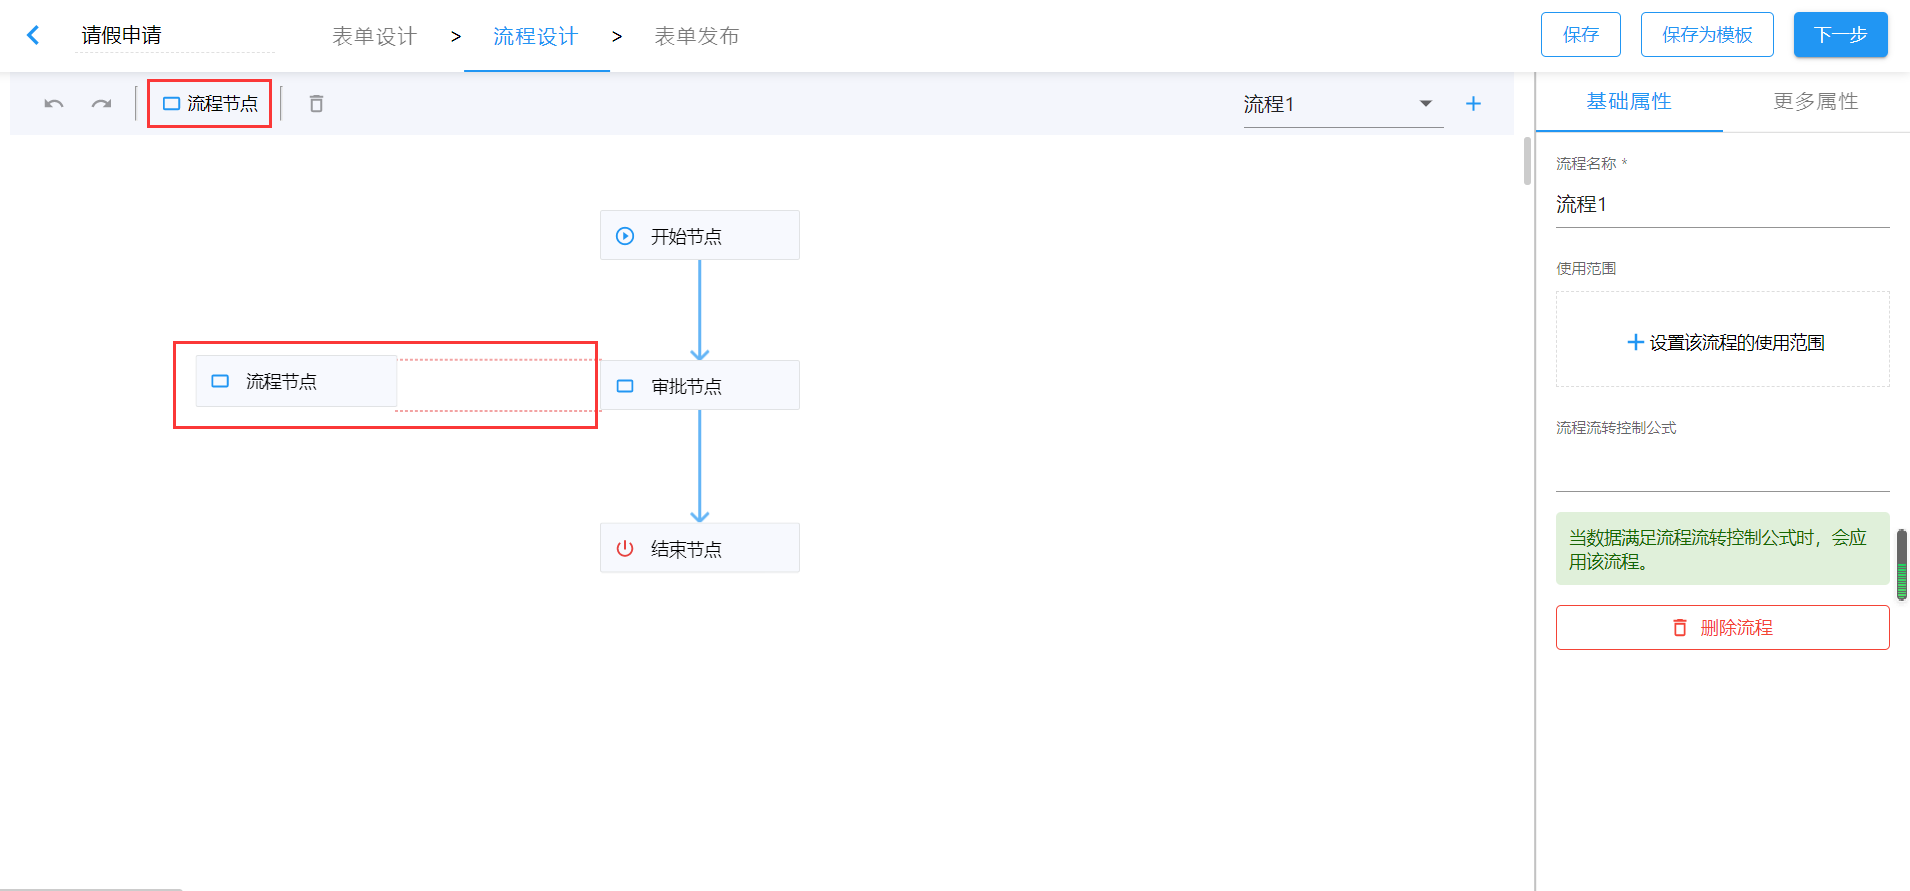 请假申请
表单设计 > 流程设计 > 表单发布
保存
保存为模板
下一步
流程节点
流程1
基础属性
更多属性
流程名称 *
流程1
开始节点
使用范围
设置该流程的使用范围
流程节点
审批节点
流程流转控制公式
结束节点
当数据满足流程流转控制公式时，会应
用该流程。
删除流程